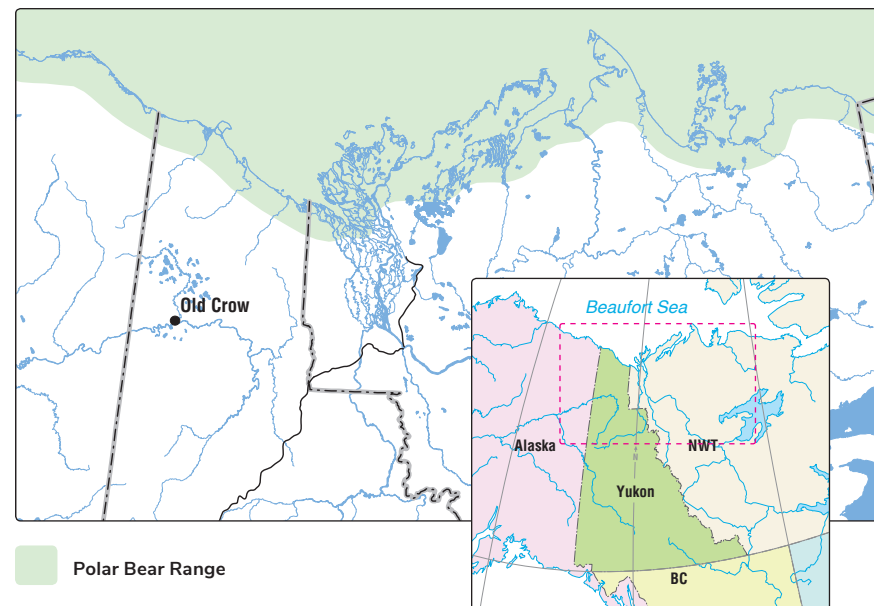 Old Crow
Beaufort Sea
Alaska
NWT
N
Yukon
BC
Polar Bear Range